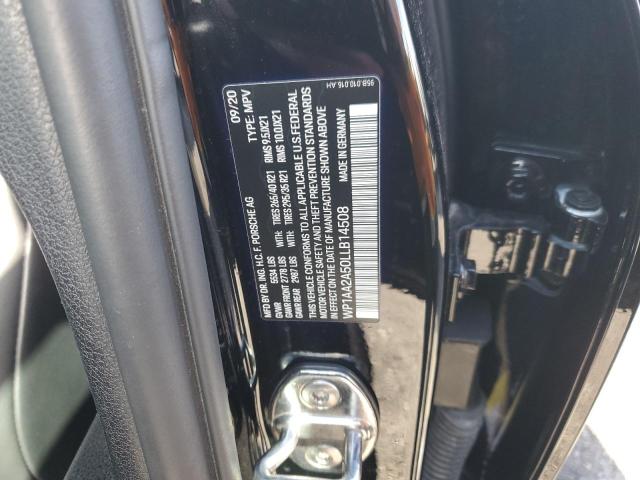 MFD. BY DR. ING. H.C. F. PORSCHE AG 09/20
GVWR 5534 LBS TYPE: MPV
GAWR FRONT 2778 LBS WITH: TIRES 265/40 R21 RIMS 9.5JX21
GAWR REAR 2987 LBS WITH: TIRES 295/35 R21 RIMS 10.0JX21
THIS VEHICLE CONFORMS TO ALL APPLICABLE U.S. FEDERAL
MOTOR VEHICLE SAFETY AND THEFT PREVENTION STANDARDS
IN EFFECT ON THE DATE OF MANUFACTURE SHOWN ABOVE
WP1AA2A50LLB14508 MADE IN GERMANY
95B.010.016.AH